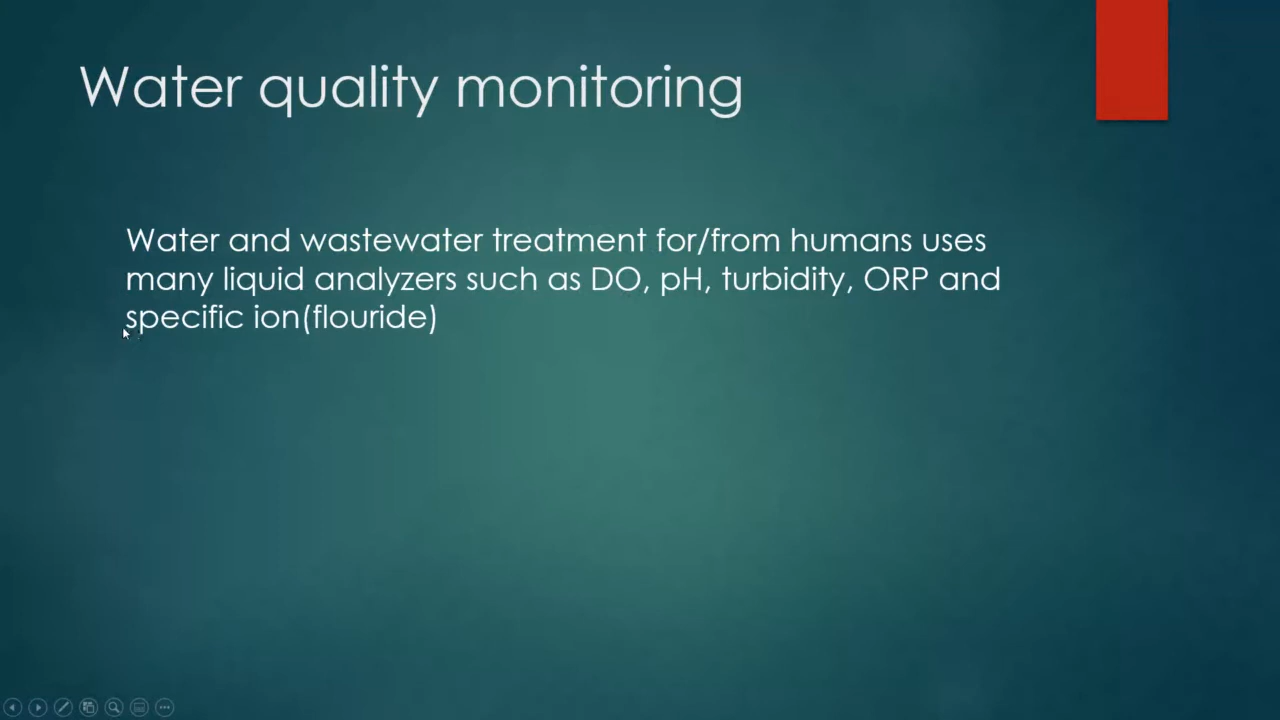 Water quality monitoring
Water and wastewater treatment for/from humans uses
many liquid analyzers such as DO, pH, turbidity, ORP and
specific ion(flouride)